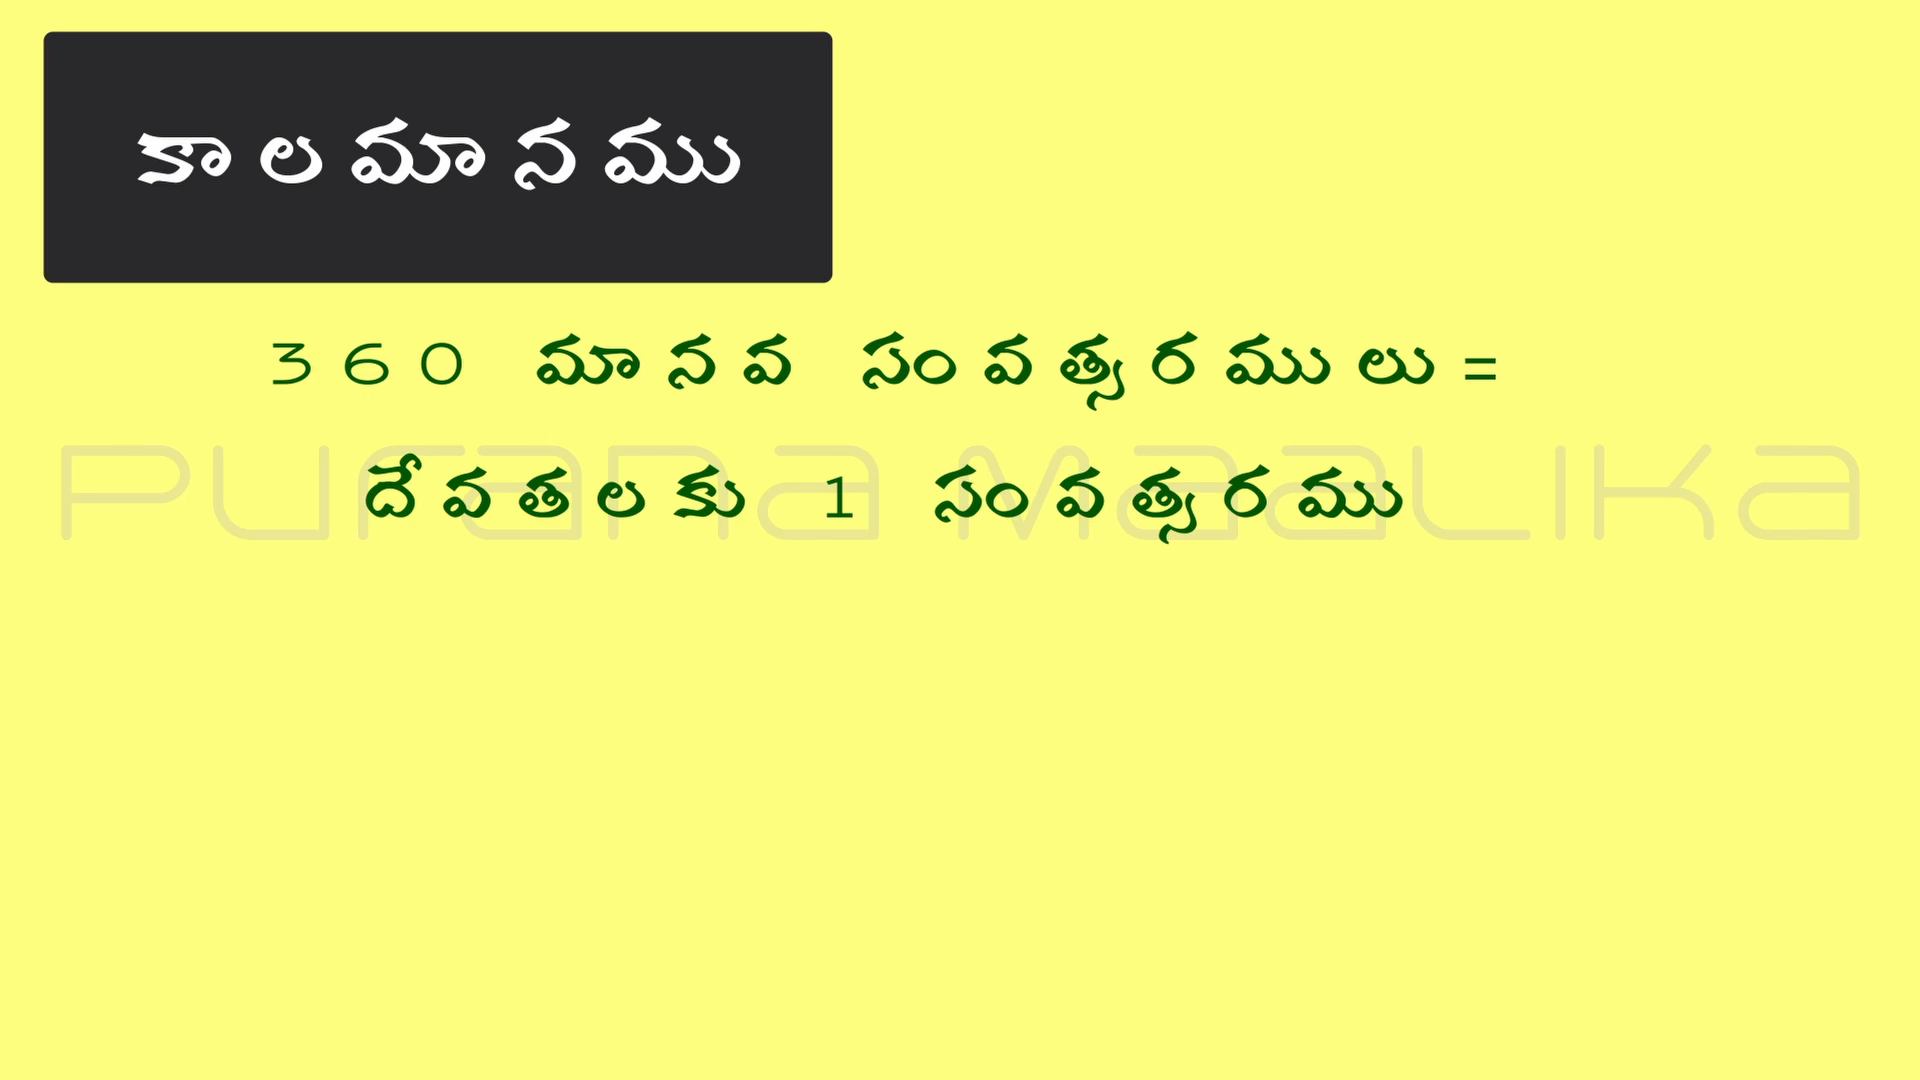 కాలమానము
360 మానవ సంవత్సరములు=
దేవతలకు 1 సంవత్సరము
Purana Maalika